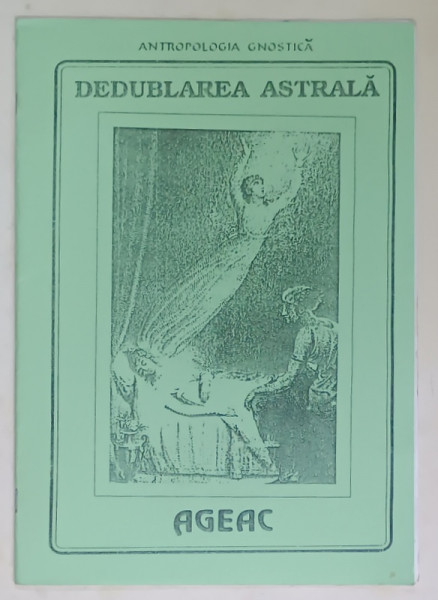 ANTROPOLOGIA GNOSTICĂ
DEDUBLAREA ASTRALĂ
AGEAC